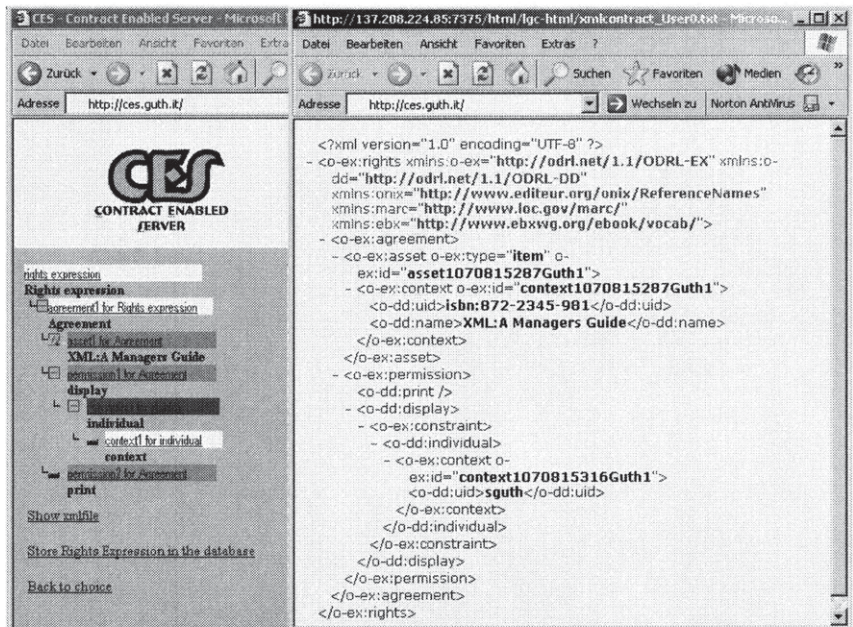 CES - Contract Enabled Server - Microsoft
Datei Bearbeiten Ansicht Favoriten Extra
Zurück
Adresse http://ces.guth.it/
CES
CONTRACT ENABLED
SERVER
rights expression
Rights expression
agreement1 for Rights expression
Agreement
asset1 for Agreement
XML:A Managers Guide
permission1 for Agreement
display
individual
context1 for individual
context
permission2 for Agreement
print
Show xmlfile
Store Rights Expression in the database
Back to choice
http://137.208.224.85:7375/html/lgc-html/xmlcontract_User0.txt - Microso...
Datei Bearbeiten Ansicht Favoriten Extras ?
Zurück Suchen Favoriten Medien »
Adresse http://ces.guth.it/ Wechseln zu Norton AntiVirus
<?xml version="1.0" encoding="UTF-8" ?>
- <o-ex:rights xmlns:o-ex="http://odrl.net/1.1/ODRL-EX" xmlns:o-
dd="http://odrl.net/1.1/ODRL-DD"
xmlns:onix="http://www.editeur.org/onix/ReferenceNames"
xmlns:marc="http://www.loc.gov/marc/"
xmlns:ebx="http://www.ebxwg.org/ebook/vocab/">
- <o-ex:agreement>
- <o-ex:asset o-ex:type="item" o-
ex:id="asset1070815287Guth1">
- <o-ex:context o-ex:id="context1070815287Guth1">
<o-dd:uid>isbn:872-2345-981</o-dd:uid>
<o-dd:name>XML:A Managers Guide</o-dd:name>
</o-ex:context>
</o-ex:asset>
- <o-ex:permission>
<o-dd:print />
- <o-dd:display>
- <o-ex:constraint>
- <o-dd:individual>
- <o-ex:context o-
ex:id="context1070815316Guth1">
<o-dd:uid>sguth</o-dd:uid>
</o-ex:context>
</o-dd:individual>
</o-ex:constraint>
</o-dd:display>
</o-ex:permission>
</o-ex:agreement>
</o-ex:rights>